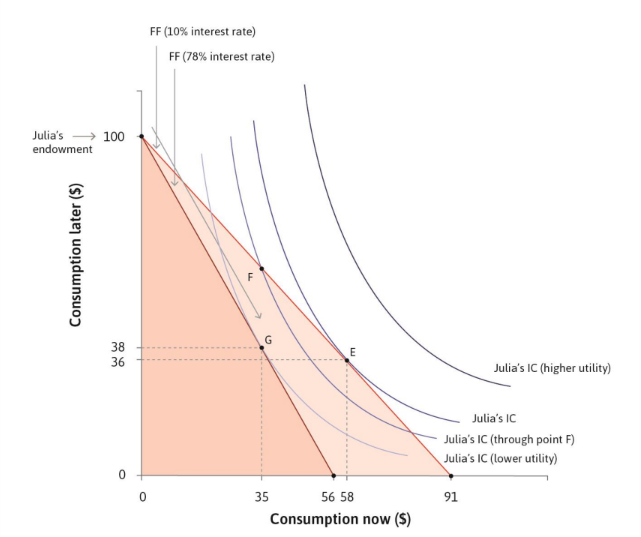 FF (10% interest rate)
FF (78% interest rate)
Julia's
endowment
100
Consumption later ($)
F
G
E
38
36
Julia's IC (higher utility)
Julia's IC
Julia's IC (through point F)
Julia's IC (lower utility)
0
0
35
56
58
91
Consumption now ($)